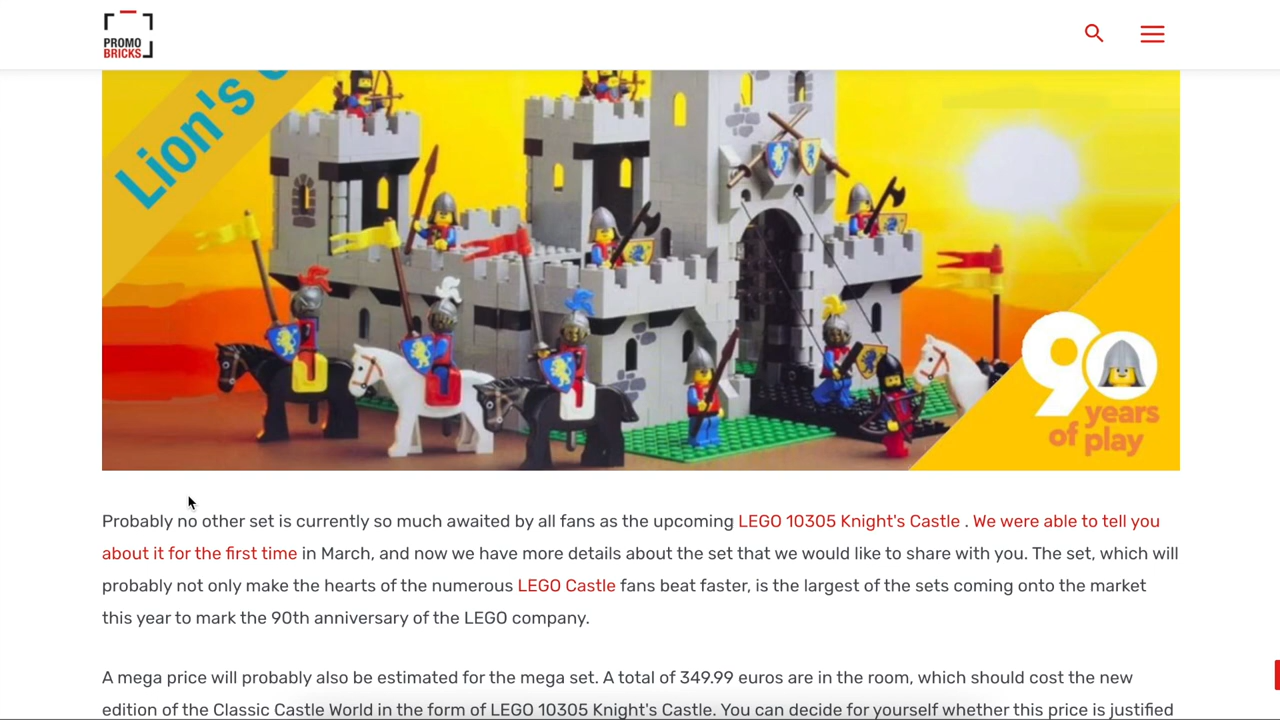 PROMO
BRICKS
Lion's
90
years
of play
Probably no other set is currently so much awaited by all fans as the upcoming LEGO 10305 Knight's Castle . We were able to tell you
about it for the first time in March, and now we have more details about the set that we would like to share with you. The set, which will
probably not only make the hearts of the numerous LEGO Castle fans beat faster, is the largest of the sets coming onto the market
this year to mark the 90th anniversary of the LEGO company.
A mega price will probably also be estimated for the mega set. A total of 349.99 euros are in the room, which should cost the new
edition of the Classic Castle World in the form of LEGO 10305 Knight's Castle. You can decide for yourself whether this price is justified